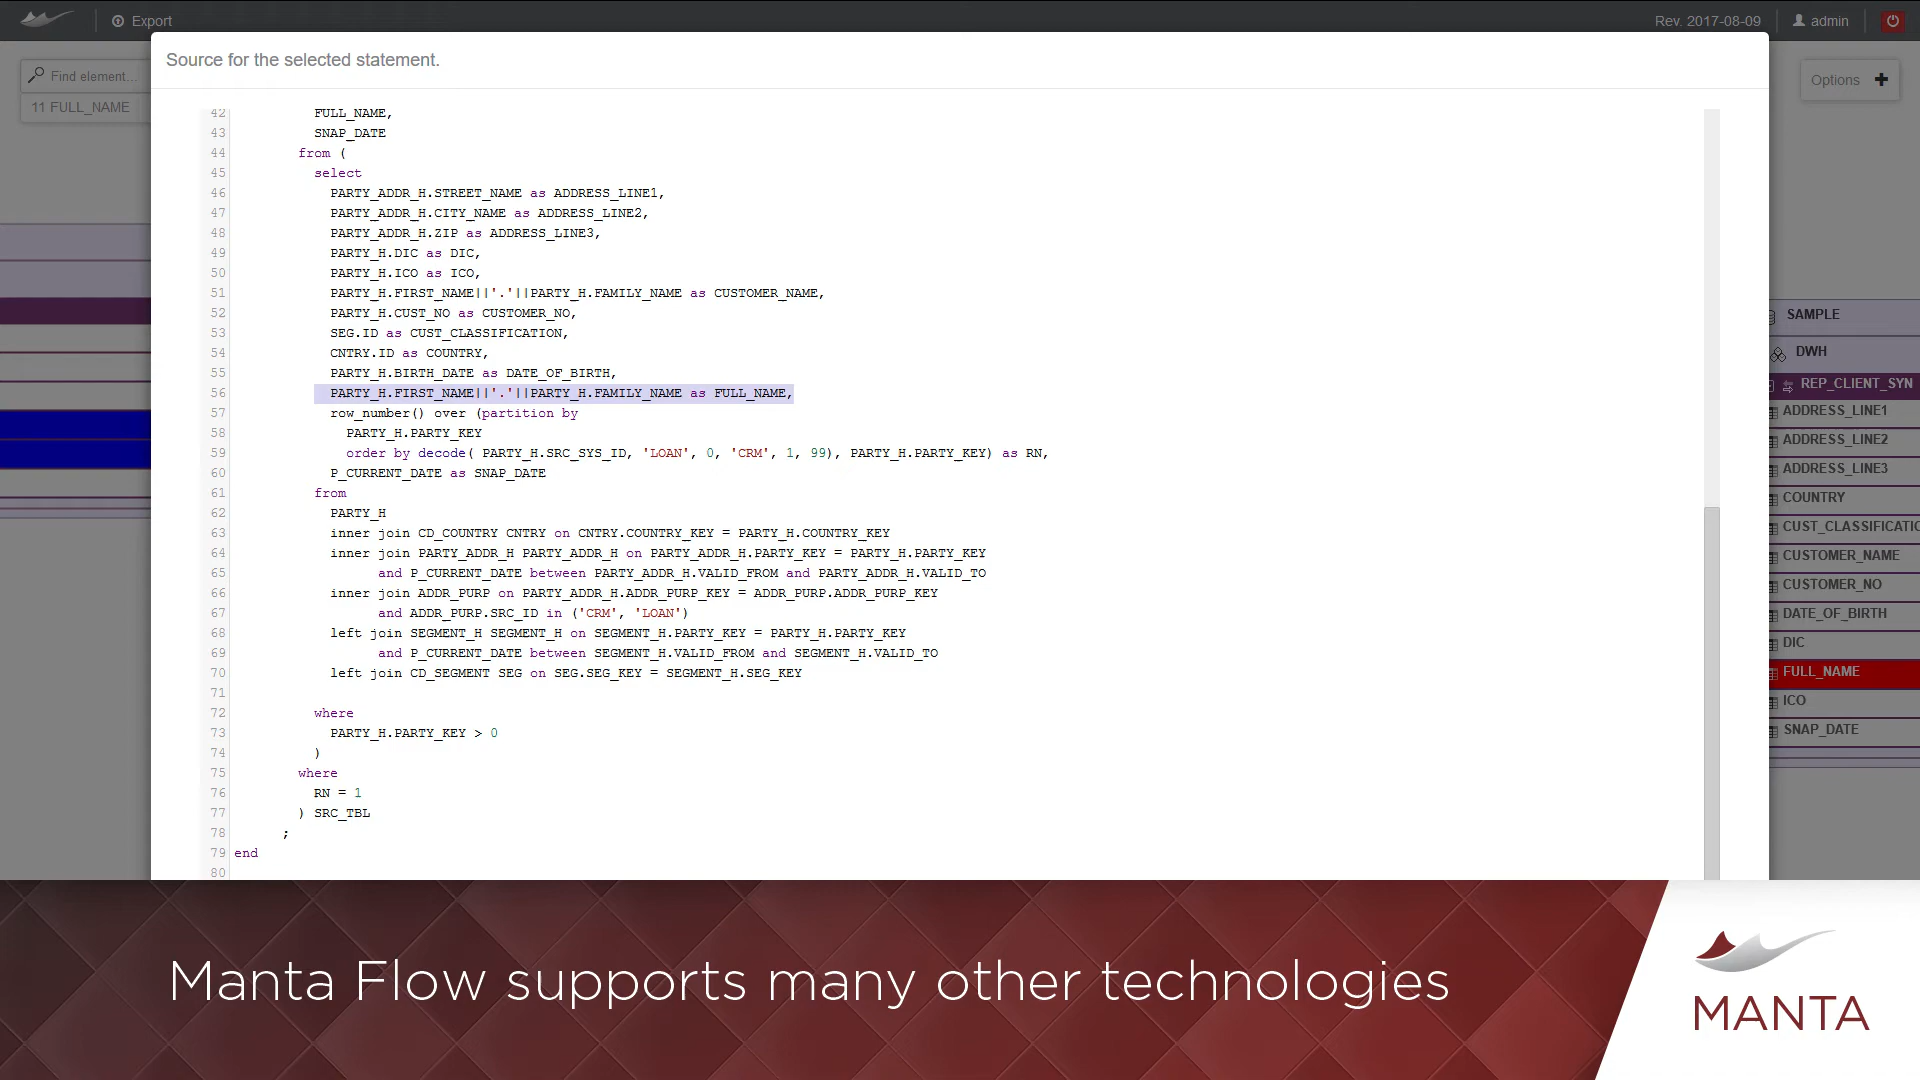 Export
Rev. 2017-08-09
admin
Source for the selected statement.
Find element...
11 FULL_NAME
Options
42 FULL_NAME,
43 SNAP_DATE
44 from (
45 select
46 PARTY_ADDR_H.STREET_NAME as ADDRESS_LINE1,
47 PARTY_ADDR_H.CITY_NAME as ADDRESS_LINE2,
48 PARTY_ADDR_H.ZIP as ADDRESS_LINE3,
49 PARTY_H.DIC as DIC,
50 PARTY_H.ICO as ICO,
51 PARTY_H.FIRST_NAME||'.'||PARTY_H.FAMILY_NAME as CUSTOMER_NAME,
52 PARTY_H.CUST_NO as CUSTOMER_NO,
53 SEG.ID as CUST_CLASSIFICATION,
54 CNTRY.ID as COUNTRY,
55 PARTY_H.BIRTH_DATE as DATE_OF_BIRTH,
56 PARTY_H.FIRST_NAME||'.'||PARTY_H.FAMILY_NAME as FULL_NAME,
57 row_number() over (partition by
58 PARTY_H.PARTY_KEY
59 order by decode( PARTY_H.SRC_SYS_ID, 'LOAN', 0, 'CRM', 1, 99), PARTY_H.PARTY_KEY) as RN,
60 P_CURRENT_DATE as SNAP_DATE
61 from
62 PARTY_H
63 inner join CD_COUNTRY CNTRY on CNTRY.COUNTRY_KEY = PARTY_H.COUNTRY_KEY
64 inner join PARTY_ADDR_H PARTY_ADDR_H on PARTY_ADDR_H.PARTY_KEY = PARTY_H.PARTY_KEY
65 and P_CURRENT_DATE between PARTY_ADDR_H.VALID_FROM and PARTY_ADDR_H.VALID_TO
66 inner join ADDR_PURP on PARTY_ADDR_H.ADDR_PURP_KEY = ADDR_PURP.ADDR_PURP_KEY
67 and ADDR_PURP.SRC_ID in ('CRM', 'LOAN')
68 left join SEGMENT_H SEGMENT_H on SEGMENT_H.PARTY_KEY = PARTY_H.PARTY_KEY
69 and P_CURRENT_DATE between SEGMENT_H.VALID_FROM and SEGMENT_H.VALID_TO
70 left join CD_SEGMENT SEG on SEG.SEG_KEY = SEGMENT_H.SEG_KEY
71
72 where
73 PARTY_H.PARTY_KEY > 0
74 )
75 where
76 RN = 1
77 ) SRC_TBL
78 ;
79 end
80
SAMPLE
DWH
REP_CLIENT_SYN
ADDRESS_LINE1
ADDRESS_LINE2
ADDRESS_LINE3
COUNTRY
CUST_CLASSIFICATIO
CUSTOMER_NAME
CUSTOMER_NO
DATE_OF_BIRTH
DIC
FULL_NAME
ICO
SNAP_DATE
Manta Flow supports many other technologies
MANTA